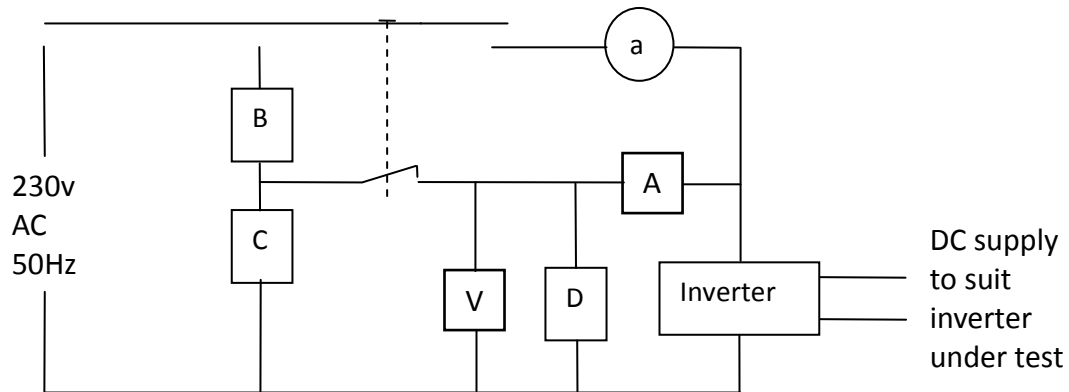 a
B
A
230v
AC
50Hz
C
DC supply
to suit
inverter
under test
V
D
Inverter